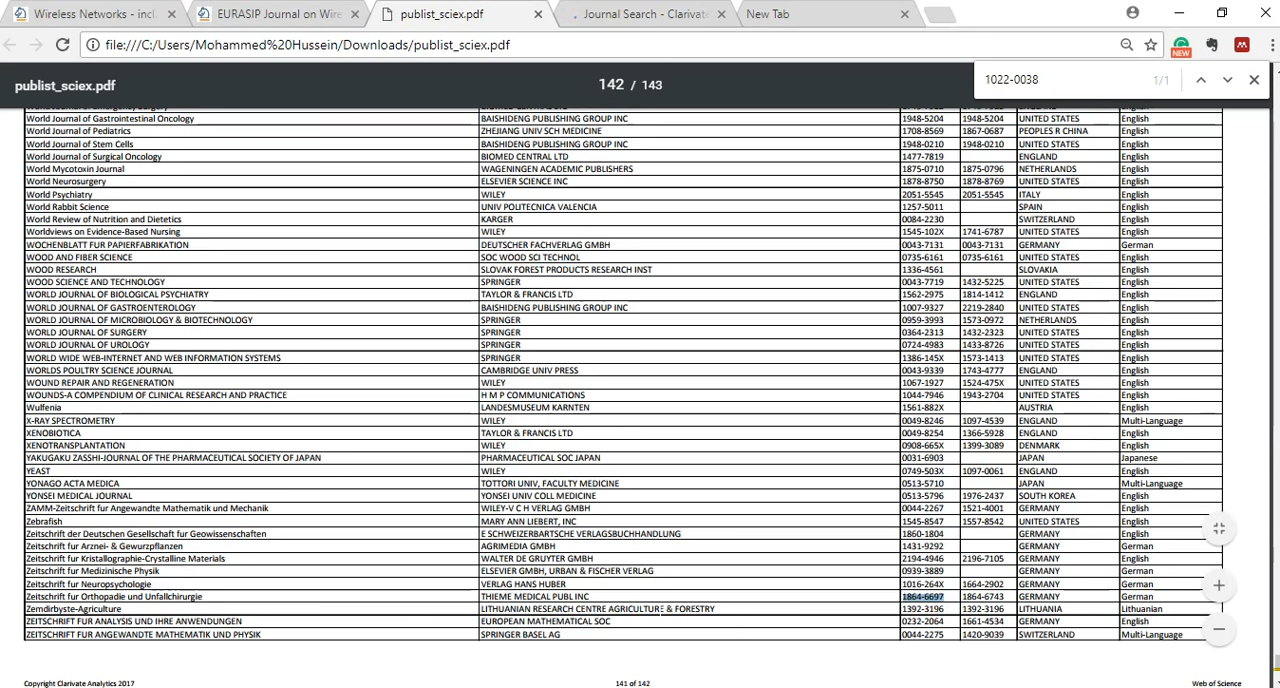 Wireless Networks - incl
EURASIP Journal on Wire
publist_sciex.pdf
Journal Search - Clarivat
New Tab
file:///C:/Users/Mohammed%20Hussein/Downloads/publist_sciex.pdf
NEW
publist_sciex.pdf 142 / 143
1022-0038 1/1
World Journal of Gastrointestinal Oncology BAISHIDENG PUBLISHING GROUP INC 1948-5204 1948-5204 UNITED STATES English
World Journal of Pediatrics ZHEJIANG UNIV SCH MEDICINE 1708-8569 1867-0687 PEOPLES R CHINA English
World Journal of Stem Cells BAISHIDENG PUBLISHING GROUP INC 1948-0210 1948-0210 UNITED STATES English
World Journal of Surgical Oncology BIOMED CENTRAL LTD 1477-7819 ENGLAND English
World Mycotoxin Journal WAGENINGEN ACADEMIC PUBLISHERS 1875-0710 1875-0796 NETHERLANDS English
World Neurosurgery ELSEVIER SCIENCE INC 1878-8750 1878-8769 UNITED STATES English
World Psychiatry WILEY 2051-5545 2051-5545 ITALY English
World Rabbit Science UNIV POLITECNICA VALENCIA 1257-5011 SPAIN English
World Review of Nutrition and Dietetics KARGER 0084-2230 SWITZERLAND English
Worldviews on Evidence-Based Nursing WILEY 1545-102X 1741-6787 UNITED STATES English
WOCHENBLATT FUR PAPIERFABRIKATION DEUTSCHER FACHVERLAG GMBH 0043-7131 0043-7131 GERMANY German
WOOD AND FIBER SCIENCE SOC WOOD SCI TECHNOL 0735-6161 0735-6161 UNITED STATES English
WOOD RESEARCH SLOVAK FOREST PRODUCTS RESEARCH INST 1336-4561 SLOVAKIA English
WOOD SCIENCE AND TECHNOLOGY SPRINGER 0043-7719 1432-5225 UNITED STATES English
WORLD JOURNAL OF BIOLOGICAL PSYCHIATRY TAYLOR & FRANCIS LTD 1562-2975 1814-1412 ENGLAND English
WORLD JOURNAL OF GASTROENTEROLOGY BAISHIDENG PUBLISHING GROUP INC 1007-9327 2219-2840 UNITED STATES English
WORLD JOURNAL OF MICROBIOLOGY & BIOTECHNOLOGY SPRINGER 0959-3993 1573-0972 NETHERLANDS English
WORLD JOURNAL OF SURGERY SPRINGER 0364-2313 1432-2323 UNITED STATES English
WORLD JOURNAL OF UROLOGY SPRINGER 0724-4983 1433-8726 UNITED STATES English
WORLD WIDE WEB-INTERNET AND WEB INFORMATION SYSTEMS SPRINGER 1386-145X 1573-1413 UNITED STATES English
WORLDS POULTRY SCIENCE JOURNAL CAMBRIDGE UNIV PRESS 0043-9339 1743-4777 ENGLAND English
WOUND REPAIR AND REGENERATION WILEY 1067-1927 1524-475X UNITED STATES English
WOUNDS-A COMPENDIUM OF CLINICAL RESEARCH AND PRACTICE H M P COMMUNICATIONS 1044-7946 1943-2704 UNITED STATES English
Wulfenia LANDESMUSEUM KARNTEN 1561-882X AUSTRIA English
X-RAY SPECTROMETRY WILEY 0049-8246 1097-4539 ENGLAND Multi-Language
XENOBIOTICA TAYLOR & FRANCIS LTD 0049-8254 1366-5928 ENGLAND English
XENOTRANSPLANTATION WILEY 0908-665X 1399-3089 DENMARK English
YAKUGAKU ZASSHI-JOURNAL OF THE PHARMACEUTICAL SOCIETY OF JAPAN PHARMACEUTICAL SOC JAPAN 0031-6903 JAPAN Japanese
YEAST WILEY 0749-503X 1097-0061 ENGLAND English
YONAGO ACTA MEDICA TOTTORI UNIV, FACULTY MEDICINE 0513-5710 JAPAN Multi-Language
YONSEI MEDICAL JOURNAL YONSEI UNIV COLL MEDICINE 0513-5796 1976-2437 SOUTH KOREA English
ZAMM-Zeitschrift fur Angewandte Mathematik und Mechanik WILEY-V C H VERLAG GMBH 0044-2267 1521-4001 GERMANY English
Zebrafish MARY ANN LIEBERT, INC 1545-8547 1557-8542 UNITED STATES English
Zeitschrift der Deutschen Gesellschaft fur Geowissenschaften E SCHWEIZERBARTSCHE VERLAGSBUCHHANDLUNG 1860-1804 GERMANY English
Zeitschrift fur Arznei- & Gewurzpflanzen AGRIMEDIA GMBH 1431-9292 GERMANY German
Zeitschrift fur Kristallographie-Crystalline Materials WALTER DE GRUYTER GMBH 2194-4946 2196-7105 GERMANY English
Zeitschrift fur Medizinische Physik ELSEVIER GMBH, URBAN & FISCHER VERLAG 0939-3889 GERMANY German
Zeitschrift fur Neuropsychologie VERLAG HANS HUBER 1016-264X 1664-2902 GERMANY German
Zeitschrift fur Orthopadie und Unfallchirurgie THIEME MEDICAL PUBL INC 1864-6697 1864-6743 GERMANY German
Zemdirbyste-Agriculture LITHUANIAN RESEARCH CENTRE AGRICULTURE & FORESTRY 1392-3196 1392-3196 LITHUANIA Lithuanian
ZEITSCHRIFT FUR ANALYSIS UND IHRE ANWENDUNGEN EUROPEAN MATHEMATICAL SOC 0232-2064 1661-4534 GERMANY English
ZEITSCHRIFT FUR ANGEWANDTE MATHEMATIK UND PHYSIK SPRINGER BASEL AG 0044-2275 1420-9039 SWITZERLAND Multi-Language
Copyright Clarivate Analytics 2017 141 of 142 Web of Science